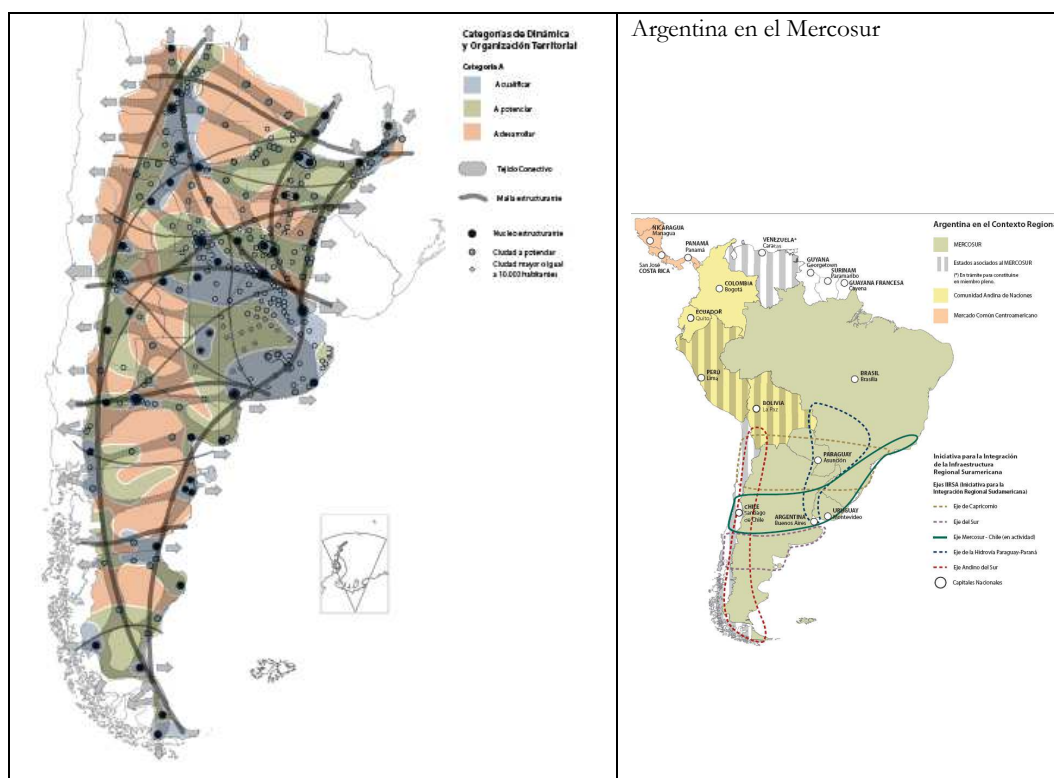 Categorías de Dinámica
y Organización Territorial
Categoría A
A cualificar
A potenciar
A desarrollar
Tejido Conectivo
Malla estructurante
Nucleo estructurante
Ciudad a potenciar
Ciudad mayor o igual
a 10.000 habitantes
Argentina en el Mercosur
Argentina en el Contexto Regional
MERCOSUR
Estados asociados al MERCOSUR
(*) En trámite para constituirse
en miembro pleno.
Comunidad Andina de Naciones
Mercado Común Centroamericano
NICARAGUA
Managua
PANAMÁ
Panamá
San José
COSTA RICA
VENEZUELA*
Caracas
GUYANA
Georgetown
SURINAM
Paramaribo
GUAYANA FRANCESA
Cayena
COLOMBIA
Bogotá
ECUADOR
Quito
PERÚ
Lima
BRASIL
Brasilia
BOLIVIA
La Paz
PARAGUAY
Asunción
CHILE
Santiago
de Chile
ARGENTINA
Buenos Aires
URUGUAY
Montevideo
Iniciativa para la Integración
de la Infraestructura
Regional Suramericana
Ejes IIRSA (Iniciativa para la
Integración Regional Sudamericana)
Eje de Capricornio
Eje del Sur
Eje Mercosur - Chile (en actividad)
Eje de la Hidrovía Paraguay-Paraná
Eje Andino del Sur
Capitales Nacionales